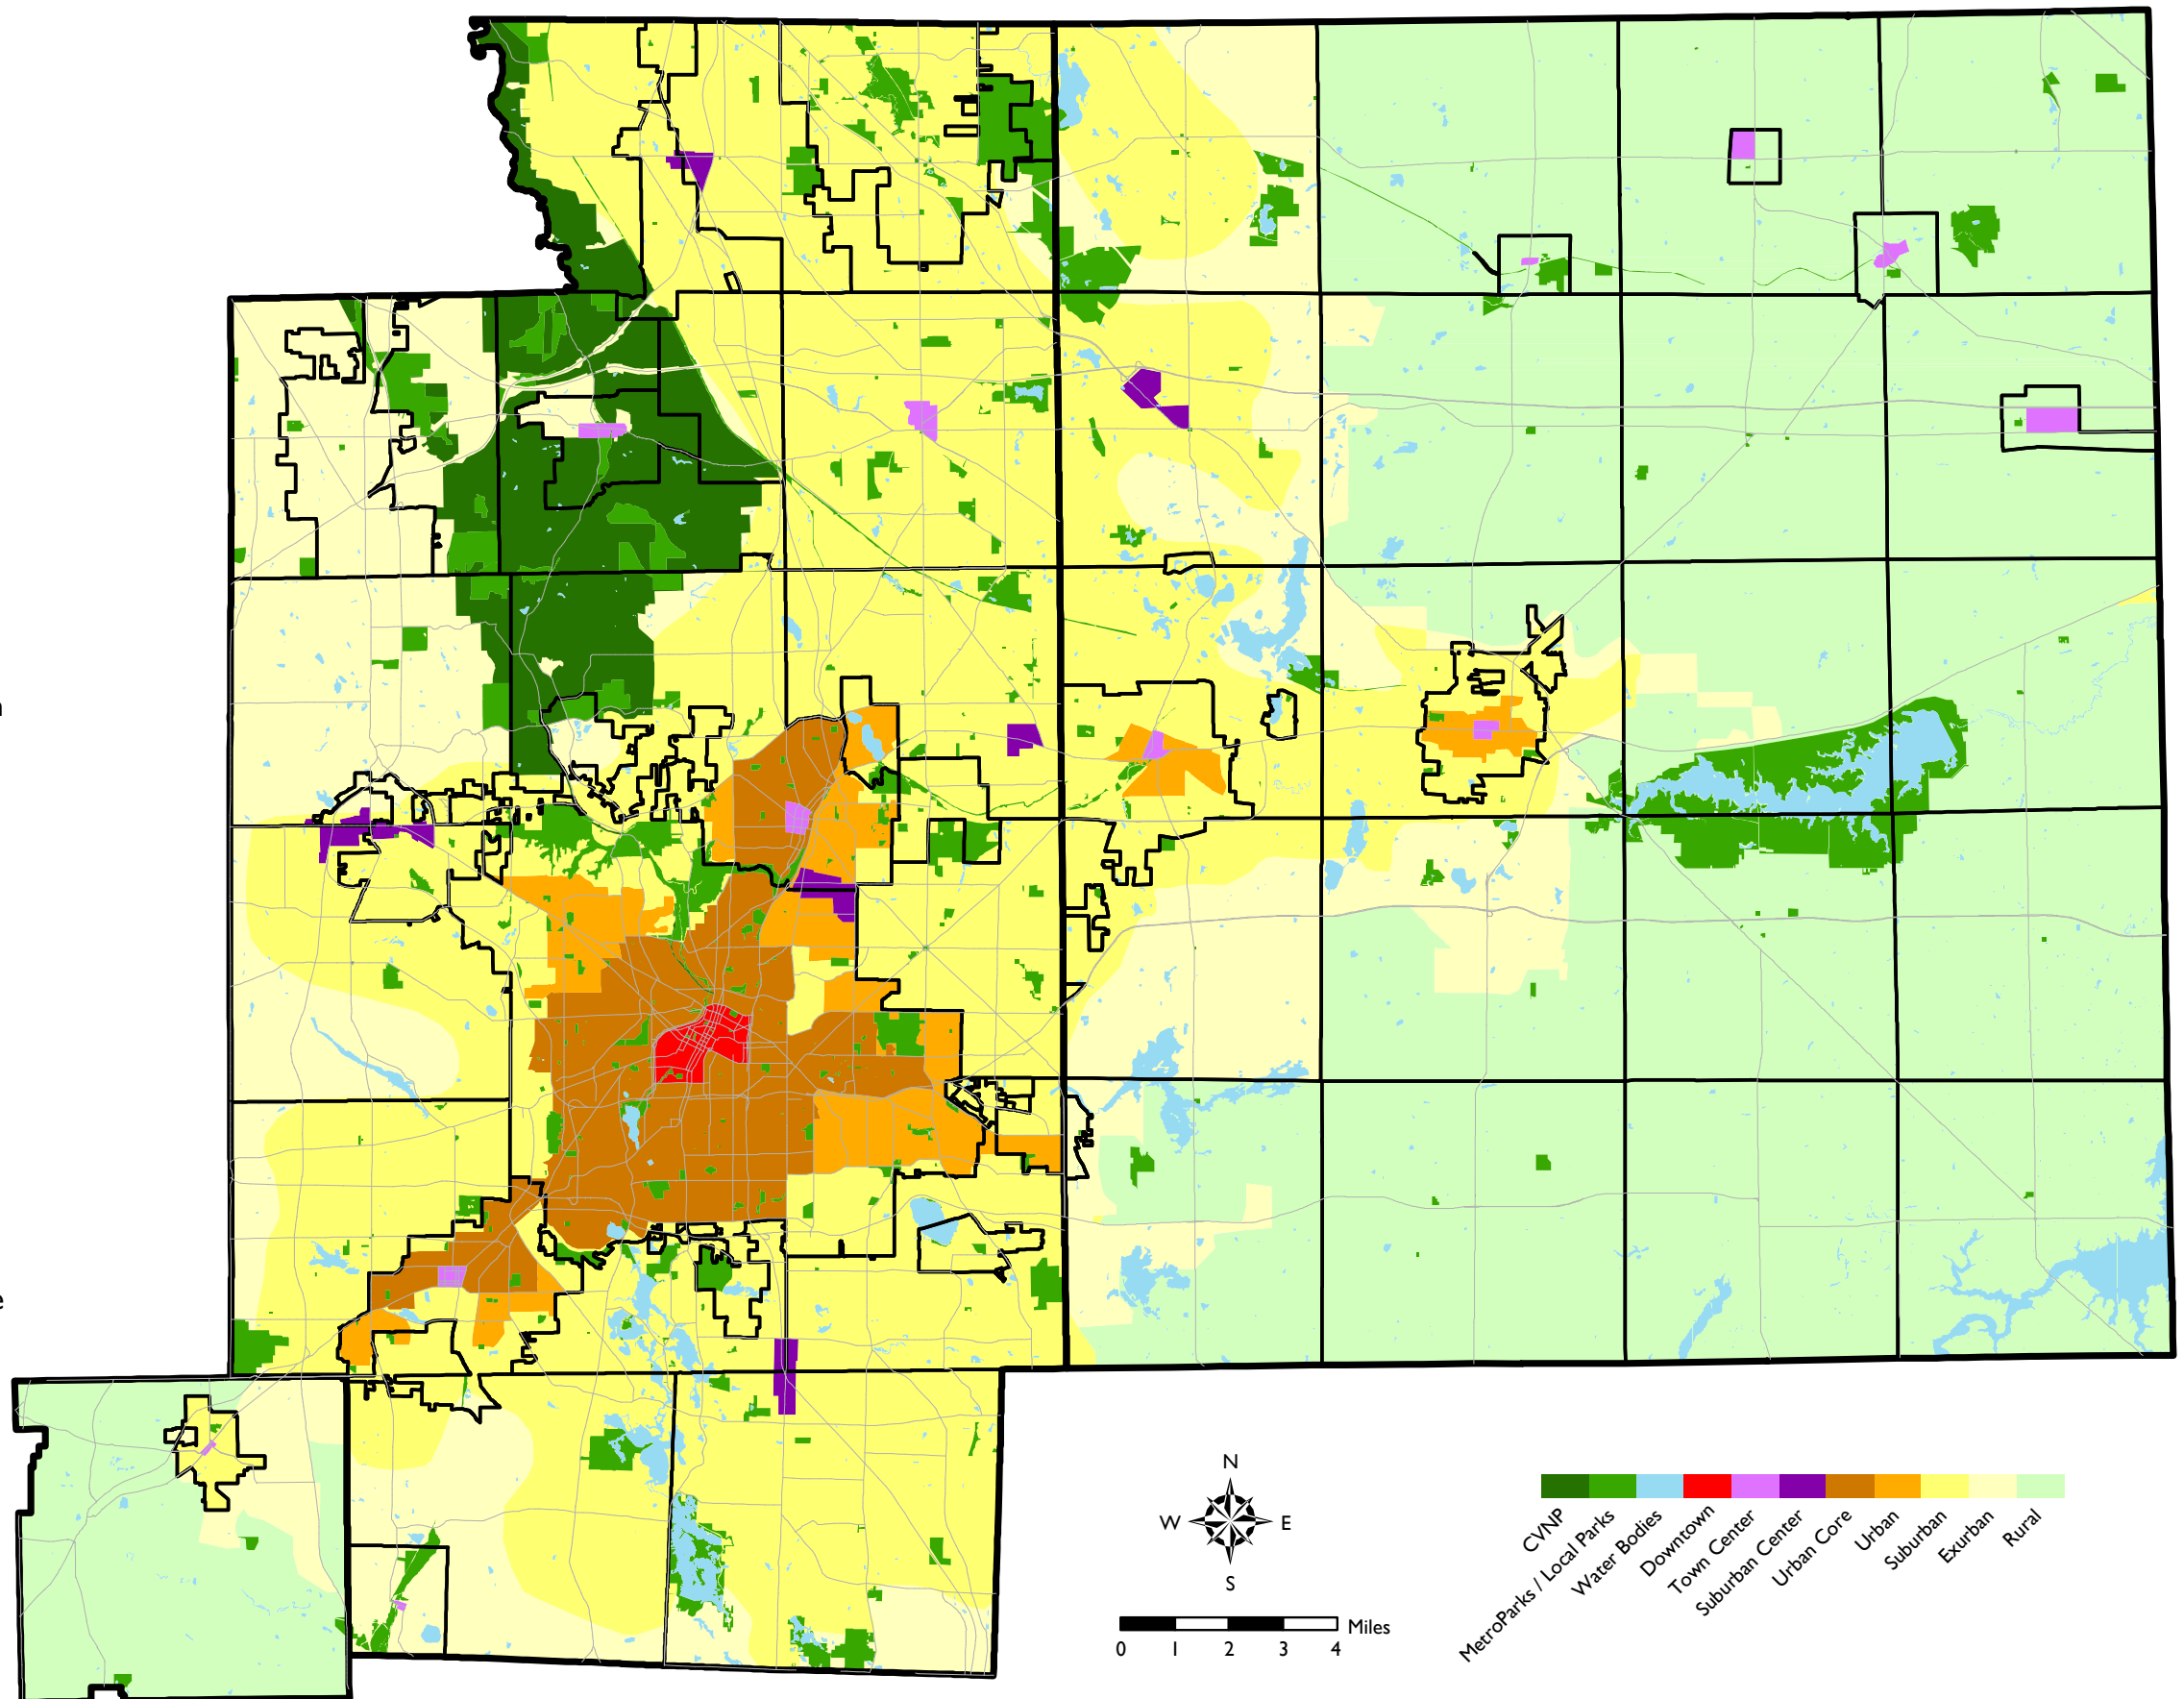 N
W E
S
0 1 2 3 4 Miles
CVNP
MetroParks / Local Parks
Water Bodies
Downtown
Town Center
Suburban Center
Urban Core
Urban
Suburban
Exurban
Rural